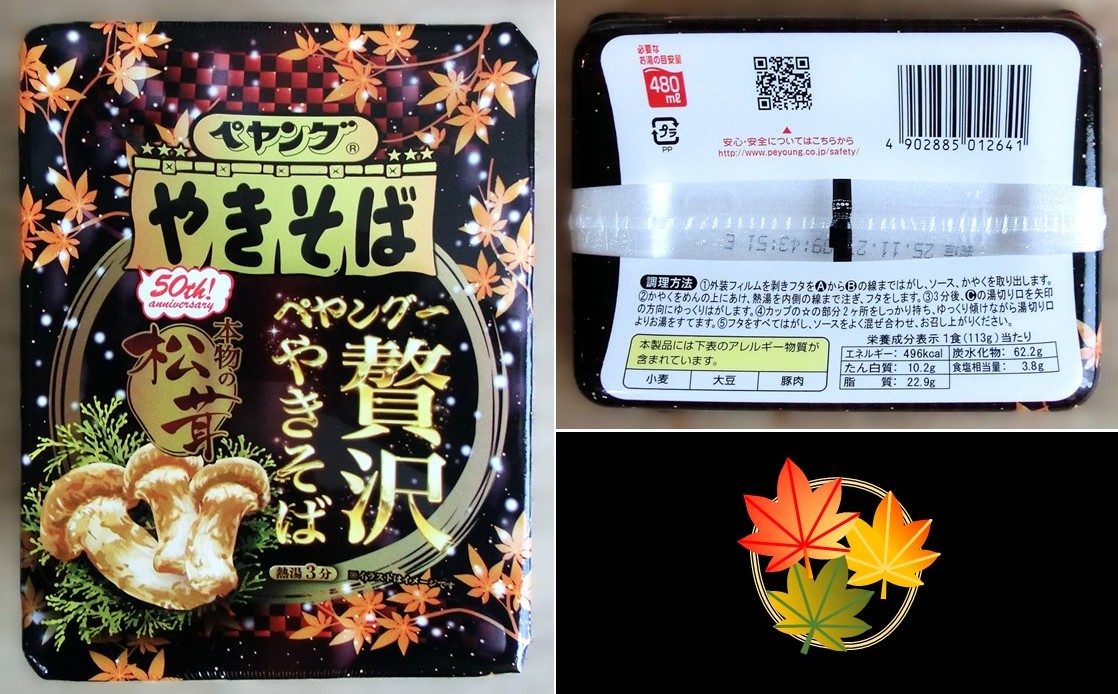 ペヤング®
やきそば
50th!
anniversary
本物の
松茸
ペヤング一
贅沢
やきそば
熱湯3分
※イラストはイメージです
必要な
お湯の目安量
480
mℓ
プラ
PP
安心・安全についてはこちらから
http://www.peyoung.co.jp/safety/
4 902885 012641
調理方法 ①外装フィルムを剥きフタをAからBの線まではがし、ソース、かやくを取り出します。
②かやくをめんの上にあけ、熱湯を内側の線まで注ぎ、フタをします。③3分後、Cの湯切り口を矢印
の方向にゆっくりはがします。④カップの☆の部分2ヶ所をしっかり持ち、ゆっくり傾けながら湯切り口
よりお湯をすてます。⑤フタをすべてはがし、ソースをよく混ぜ合わせ、お召し上がりください。
本製品には下表のアレルギー物質が
含まれています。
小麦 大豆 豚肉
栄養成分表示 1食(113g)当たり
エネルギー: 496kcal 炭水化物: 62.2g
たん白質: 10.2g 食塩相当量: 3.8g
脂質: 22.9g